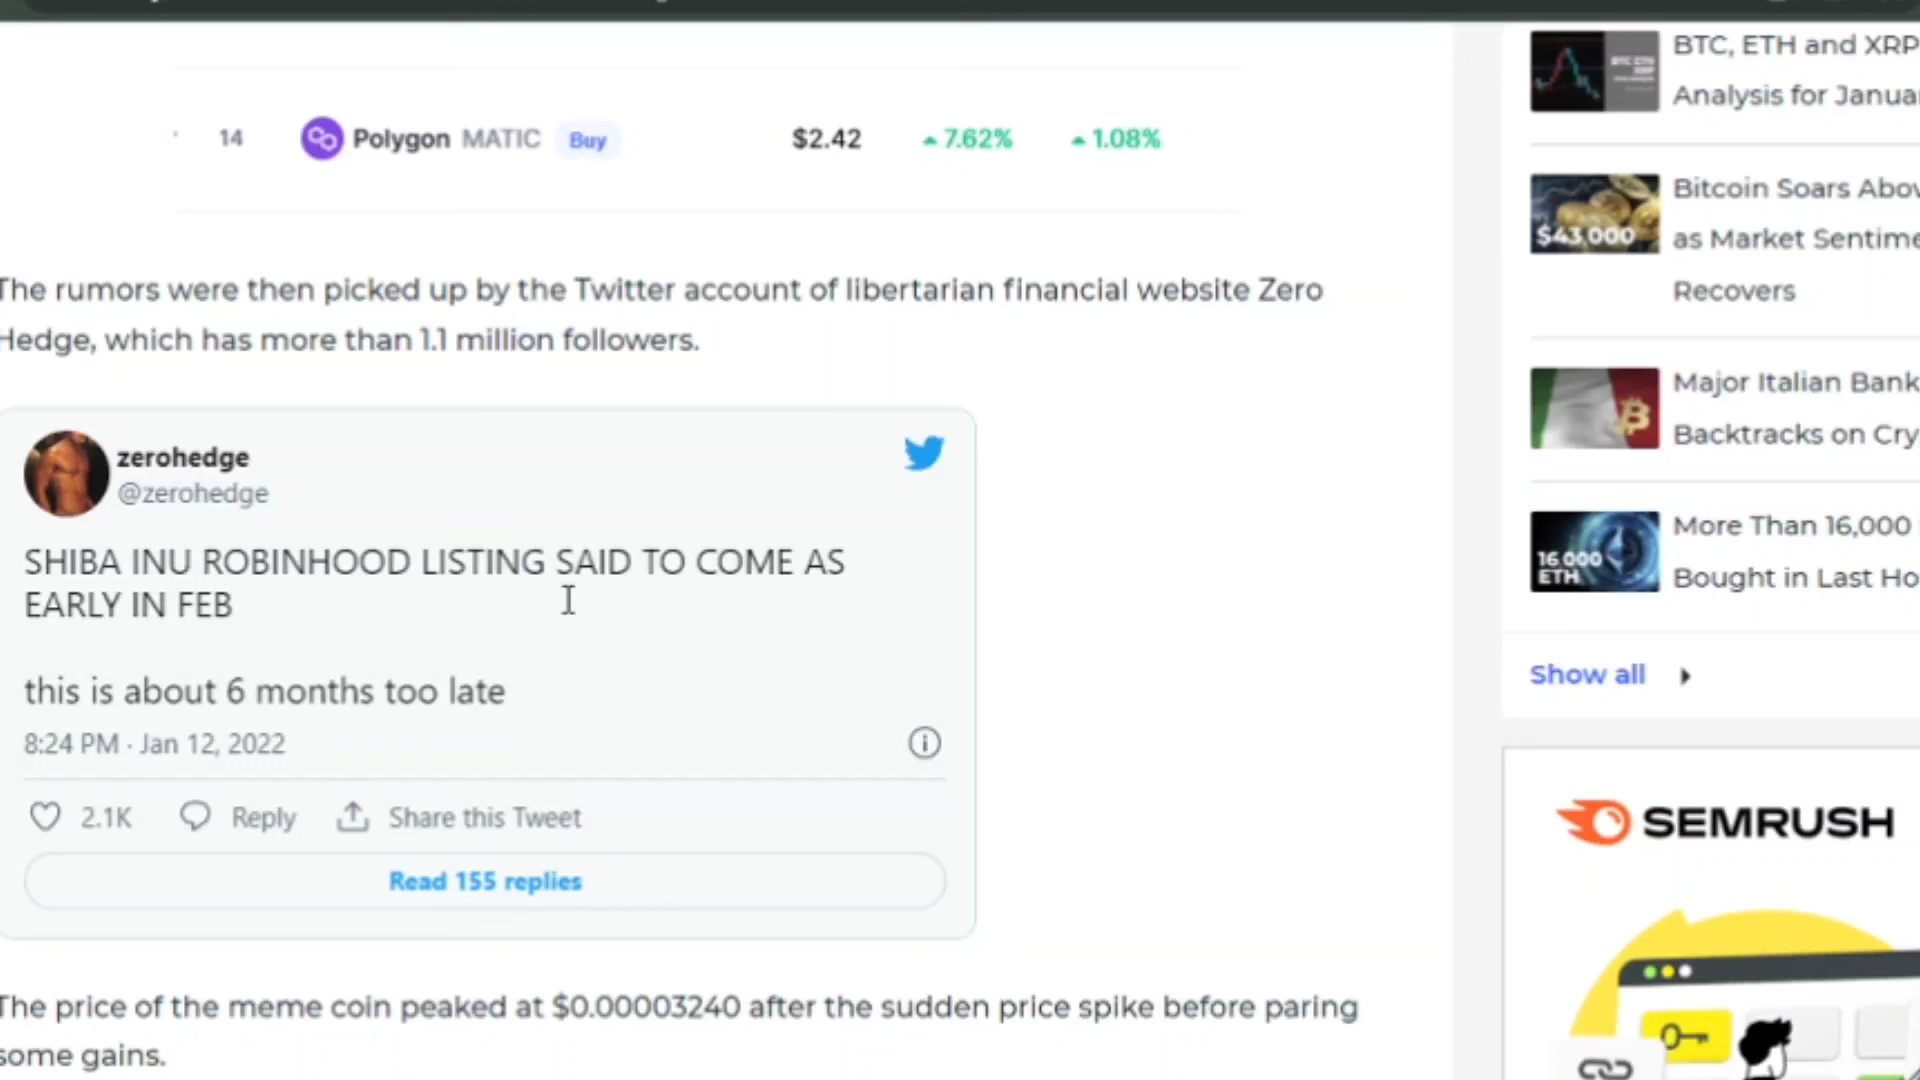 14 Polygon MATIC Buy $2.42 7.62% 1.08%
The rumors were then picked up by the Twitter account of libertarian financial website Zero
Hedge, which has more than 1.1 million followers.
zerohedge
@zerohedge
SHIBA INU ROBINHOOD LISTING SAID TO COME AS
EARLY IN FEB
this is about 6 months too late
8:24 PM · Jan 12, 2022
2.1K Reply Share this Tweet
Read 155 replies
The price of the meme coin peaked at $0.00003240 after the sudden price spike before paring
some gains.
BTC, ETH and XRP
Analysis for Janua
$43,000
Bitcoin Soars Abov
as Market Sentime
Recovers
Major Italian Bank
Backtracks on Cry
16,000
ETH
More Than 16,000
Bought in Last Ho
Show all
SEMRUSH